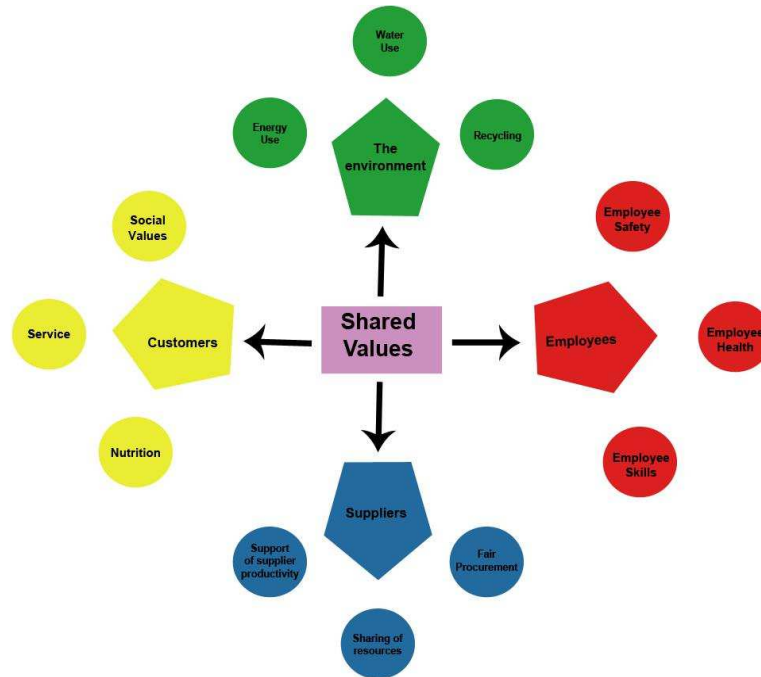 Water
Use
Energy
Use
Recycling
The
environment
Social
Values
Employee
Safety
Service
Customers
Shared
Values
Employees
Employee
Health
Nutrition
Employee
Skills
Suppliers
Support
of supplier
productivity
Fair
Procurement
Sharing of
resources